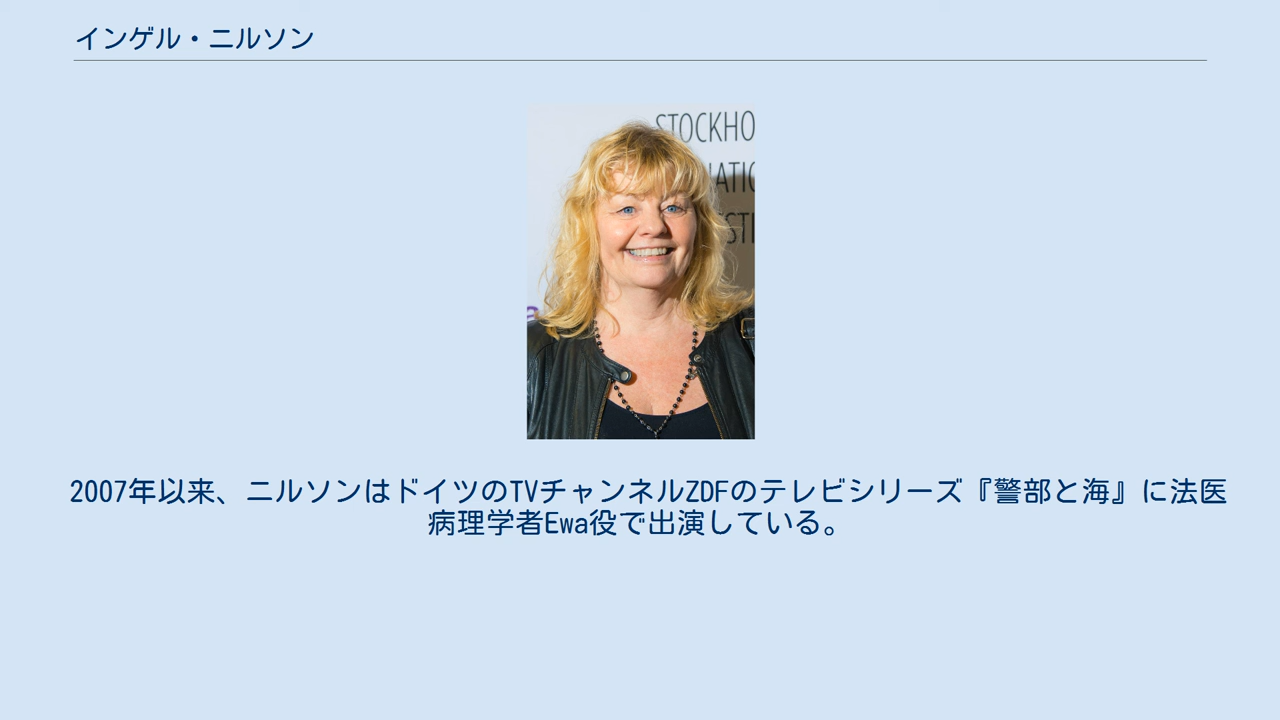 インゲル・ニルソン
STOCKHO
NATIO
STI
2007年以来、ニルソンはドイツのTVチャンネルZDFのテレビシリーズ『警部と海』に法医
病理学者Ewa役で出演している。